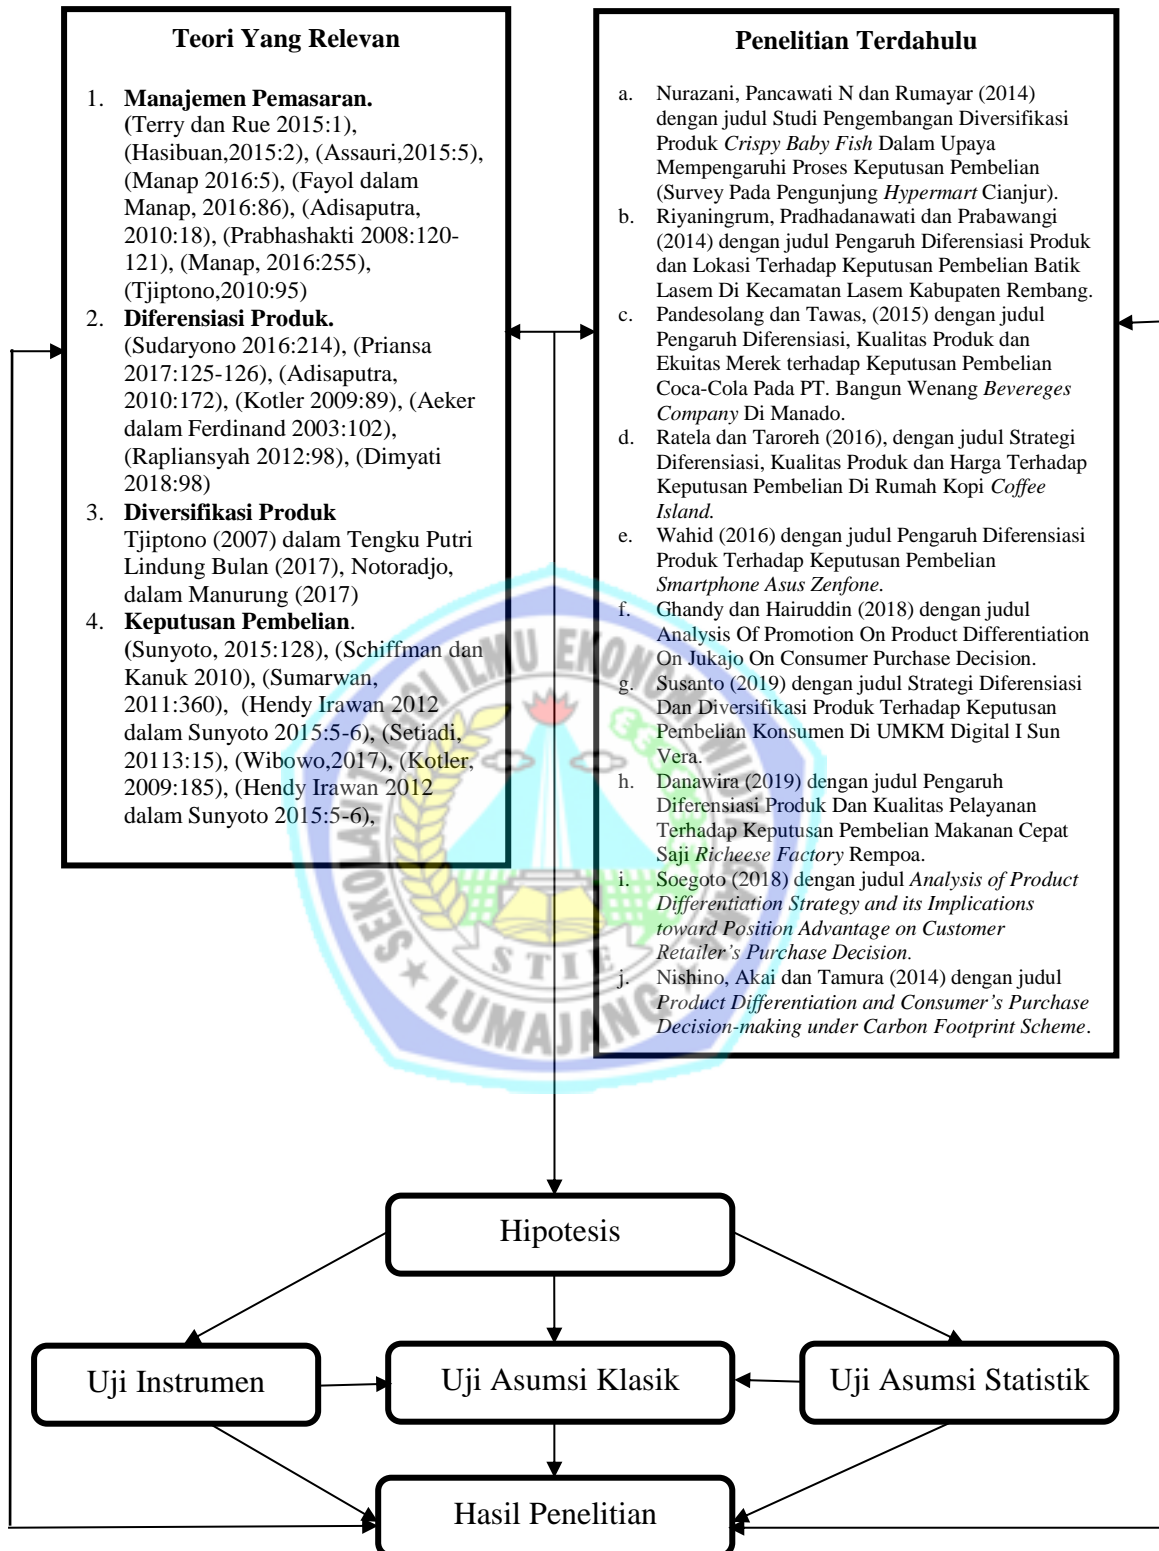 Teori Yang Relevan
1. Manajemen Pemasaran.
(Terry dan Rue 2015:1),
(Hasibuan,2015:2), (Assauri,2015:5),
(Manap 2016:5), (Fayol dalam
Manap, 2016:86), (Adisaputra,
2010:18), (Prabhashakti 2008:120-
121), (Manap, 2016:255),
(Tjiptono,2010:95)
2. Diferensiasi Produk.
(Sudaryono 2016:214), (Priansa
2017:125-126), (Adisaputra,
2010:172), (Kotler 2009:89), (Aeker
dalam Ferdinand 2003:102),
(Rapliansyah 2012:98), (Dimyati
2018:98)
3. Diversifikasi Produk
Tjiptono (2007) dalam Tengku Putri
Lindung Bulan (2017), Notoradjo,
dalam Manurung (2017)
4. Keputusan Pembelian.
(Sunyoto, 2015:128), (Schiffman dan
Kanuk 2010), (Sumarwan,
2011:360), (Hendy Irawan 2012
dalam Sunyoto 2015:5-6), (Setiadi,
20113:15), (Wibowo,2017), (Kotler,
2009:185), (Hendy Irawan 2012
dalam Sunyoto 2015:5-6),
Penelitian Terdahulu
a. Nurazani, Pancawati N dan Rumayar (2014)
dengan judul Studi Pengembangan Diversifikasi
Produk Crispy Baby Fish Dalam Upaya
Mempengaruhi Proses Keputusan Pembelian
(Survey Pada Pengunjung Hypermart Cianjur).
b. Riyaningrum, Pradhadanawati dan Prabawangi
(2014) dengan judul Pengaruh Diferensiasi Produk
dan Lokasi Terhadap Keputusan Pembelian Batik
Lasem Di Kecamatan Lasem Kabupaten Rembang.
c. Pandesolang dan Tawas, (2015) dengan judul
Pengaruh Diferensiasi, Kualitas Produk dan
Ekuitas Merek terhadap Keputusan Pembelian
Coca-Cola Pada PT. Bangun Wenang Bevereges
Company Di Manado.
d. Ratela dan Taroreh (2016), dengan judul Strategi
Diferensiasi, Kualitas Produk dan Harga Terhadap
Keputusan Pembelian Di Rumah Kopi Coffee
Island.
e. Wahid (2016) dengan judul Pengaruh Diferensiasi
Produk Terhadap Keputusan Pembelian
Smartphone Asus Zenfone.
f. Ghandy dan Hairuddin (2018) dengan judul
Analysis Of Promotion On Product Differentiation
On Jukajo On Consumer Purchase Decision.
g. Susanto (2019) dengan judul Strategi Diferensiasi
Dan Diversifikasi Produk Terhadap Keputusan
Pembelian Konsumen Di UMKM Digital I Sun
Vera.
h. Danawira (2019) dengan judul Pengaruh
Diferensiasi Produk Dan Kualitas Pelayanan
Terhadap Keputusan Pembelian Makanan Cepat
Saji Richeese Factory Rempoa.
i. Soegoto (2018) dengan judul Analysis of Product
Differentiation Strategy and its Implications
toward Position Advantage on Customer
Retailer's Purchase Decision.
j. Nishino, Akai dan Tamura (2014) dengan judul
Product Differentiation and Consumer's Purchase
Decision-making under Carbon Footprint Scheme.
SEKOLAH TINGGI ILMU EKONOMI WIDYA GAMA
STIE
LUMAJANG
Hipotesis
Uji Instrumen
Uji Asumsi Klasik
Uji Asumsi Statistik
Hasil Penelitian